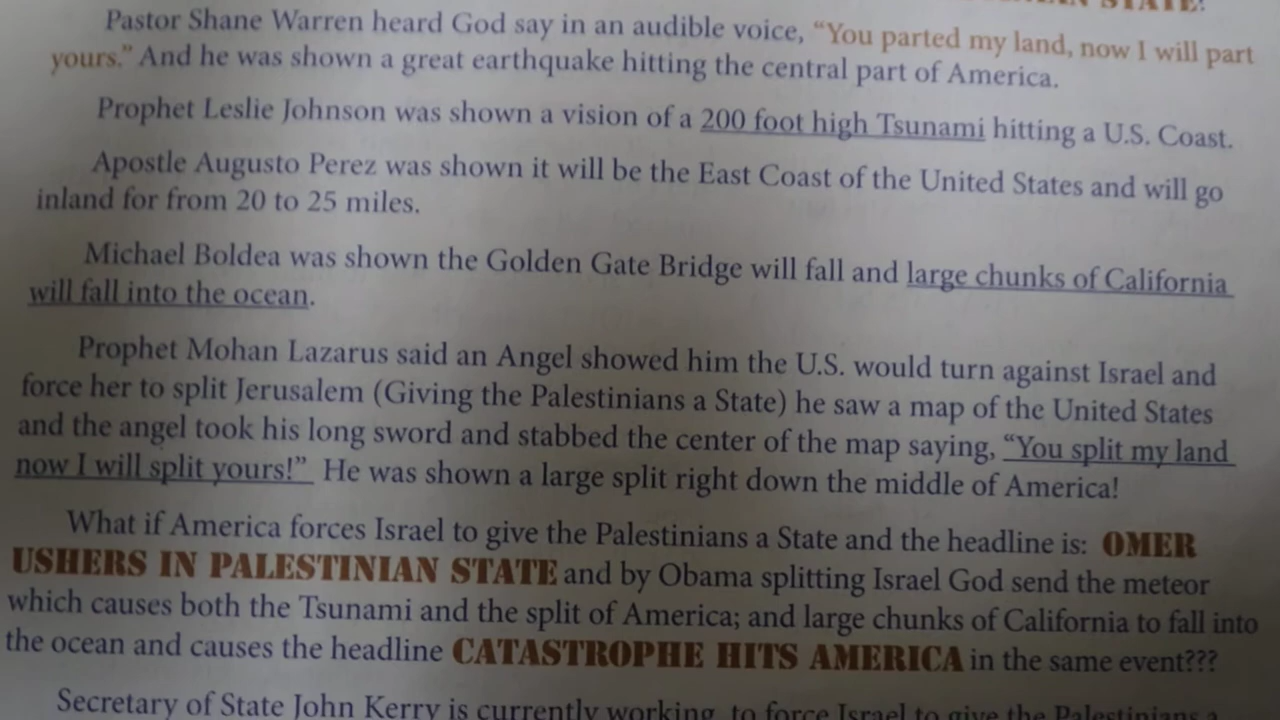 STATE!
Pastor Shane Warren heard God say in an audible voice, “You parted my land, now I will part
yours.” And he was shown a great earthquake hitting the central part of America.
Prophet Leslie Johnson was shown a vision of a 200 foot high Tsunami hitting a U.S. Coast.
Apostle Augusto Perez was shown it will be the East Coast of the United States and will go
inland for from 20 to 25 miles.
Michael Boldea was shown the Golden Gate Bridge will fall and large chunks of California
will fall into the ocean.
Prophet Mohan Lazarus said an Angel showed him the U.S. would turn against Israel and
force her to split Jerusalem (Giving the Palestinians a State) he saw a map of the United States
and the angel took his long sword and stabbed the center of the map saying, “You split my land
now I will split yours!” He was shown a large split right down the middle of America!
What if America forces Israel to give the Palestinians a State and the headline is: OMER
USHERS IN PALESTINIAN STATE and by Obama splitting Israel God send the meteor
which causes both the Tsunami and the split of America; and large chunks of California to fall into
the ocean and causes the headline CATASTROPHE HITS AMERICA in the same event???
Secretary of State John Kerry is currently working, to force Israel to give the Palestinians a